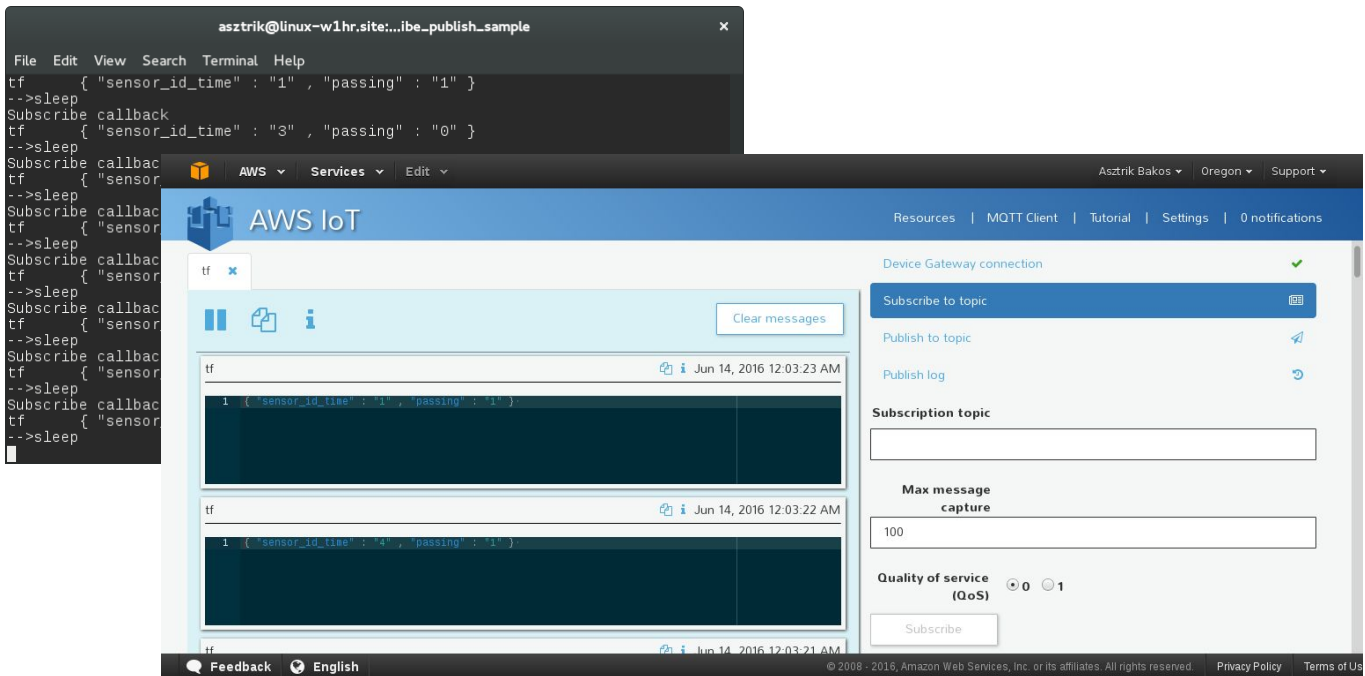 asztrik@linux-w1hr.site:...ibe_publish_sample
File Edit View Search Terminal Help
tf { "sensor_id_time" : "1" , "passing" : "1" }
-->sleep
Subscribe callback
tf { "sensor_id_time" : "3" , "passing" : "0" }
-->sleep
Subscribe callbac
tf { "sensor
-->sleep
Subscribe callbac
tf { "sensor
-->sleep
Subscribe callbac
tf { "sensor
-->sleep
Subscribe callbac
tf { "sensor
-->sleep
Subscribe callbac
tf { "sensor
-->sleep
Subscribe callbac
tf { "sensor
-->sleep
AWS Services Edit Asztrik Bakos Oregon Support
AWS IoT Resources | MQTT Client | Tutorial | Settings | 0 notifications
tf
Clear messages
tf Jun 14, 2016 12:03:23 AM
1 { "sensor_id_time" : "1" , "passing" : "1" }
tf Jun 14, 2016 12:03:22 AM
1 { "sensor_id_time" : "4" , "passing" : "1" }
tf Jun 14, 2016 12:03:21 AM
Device Gateway connection
Subscribe to topic
Publish to topic
Publish log
Subscription topic
Max message
capture
100
Quality of service
(QoS) 0 1
Subscribe
Feedback English © 2008 - 2016, Amazon Web Services, Inc. or its affiliates. All rights reserved. Privacy Policy Terms of Us